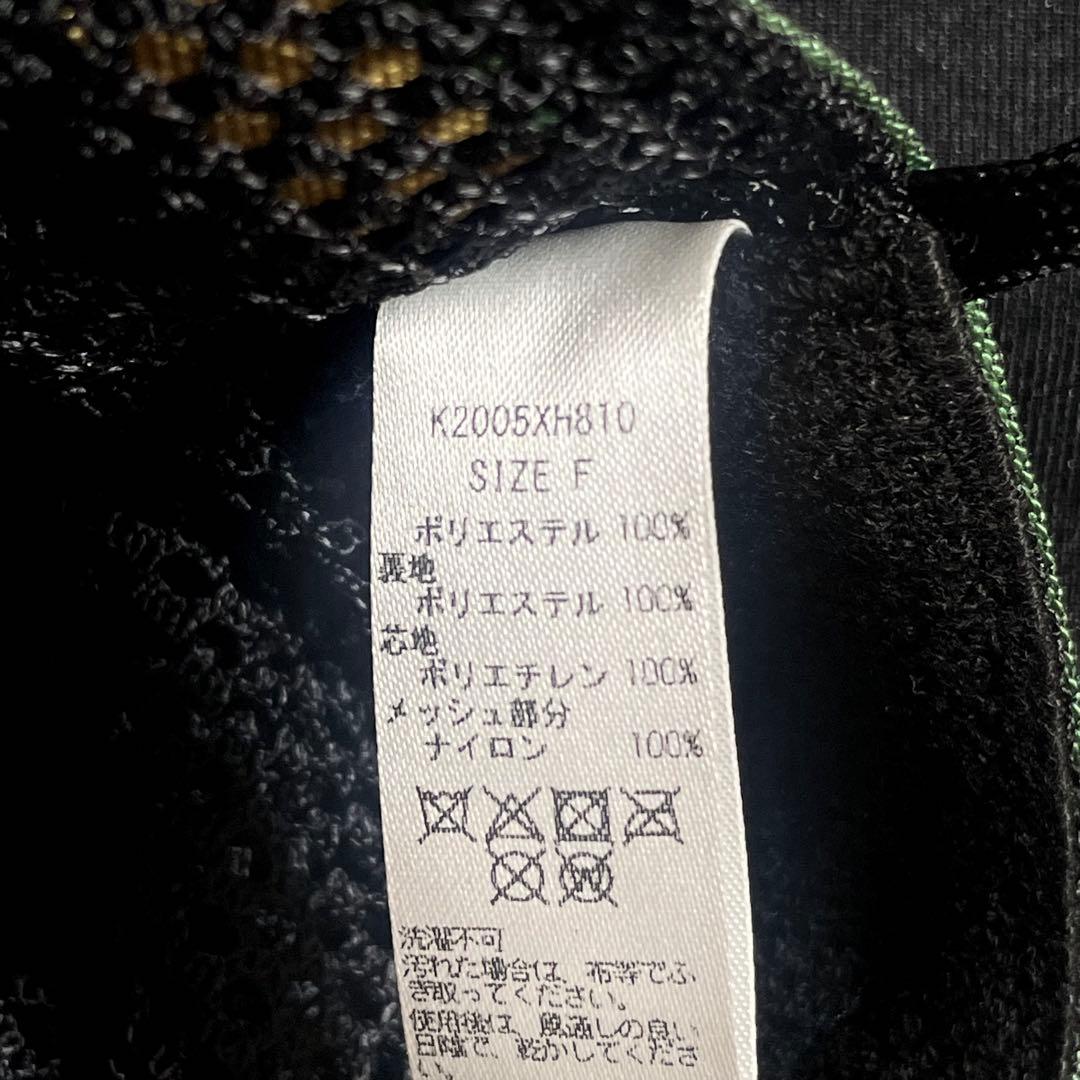 K2005XH810
SIZE F
ポリエステル 100%
裏地
ポリエステル 100%
芯地
ポリエチレン 100%
メッシュ部分
ナイロン 100%
洗濯不可
汚れた場合は、布等でふ
き取ってください。
使用後は、風通しの良い
日陰で、乾かしてくださ
い。